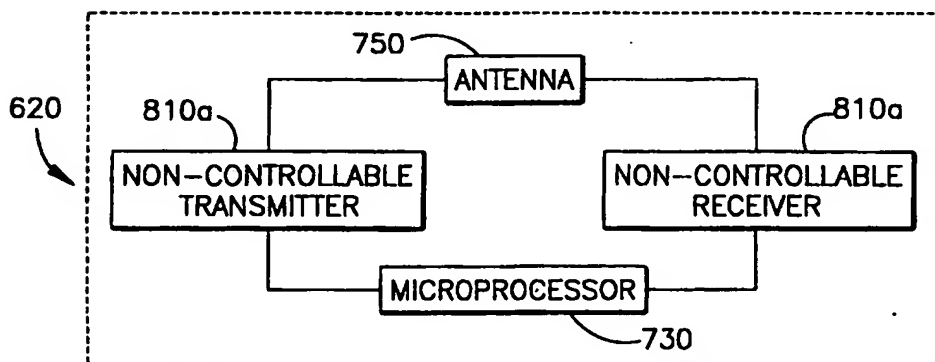 750
ANTENNA
620
810a
810a
NON-CONTROLLABLE
TRANSMITTER
NON-CONTROLLABLE
RECEIVER
MICROPROCESSOR
730